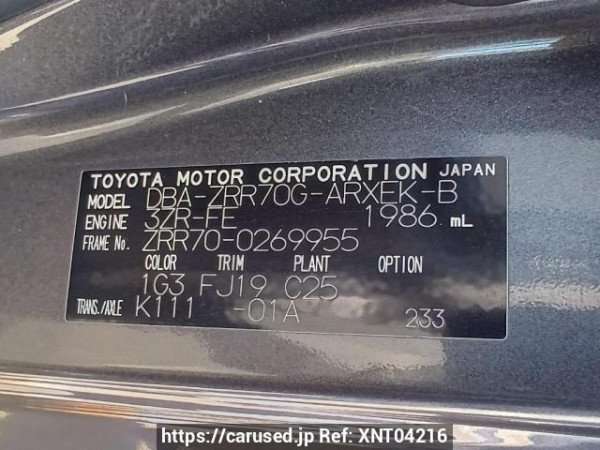 TOYOTA MOTOR CORPORATION JAPAN
MODEL DBA-ZRR70G-ARXEK-B
ENGINE 3ZR-FE 1986 mL
FRAME No. ZRR70-0269955
COLOR TRIM PLANT OPTION
1G3 FJ19 C25
TRANS./AXLE K111 -01A 233
https://carused.jp Ref: XNT04216